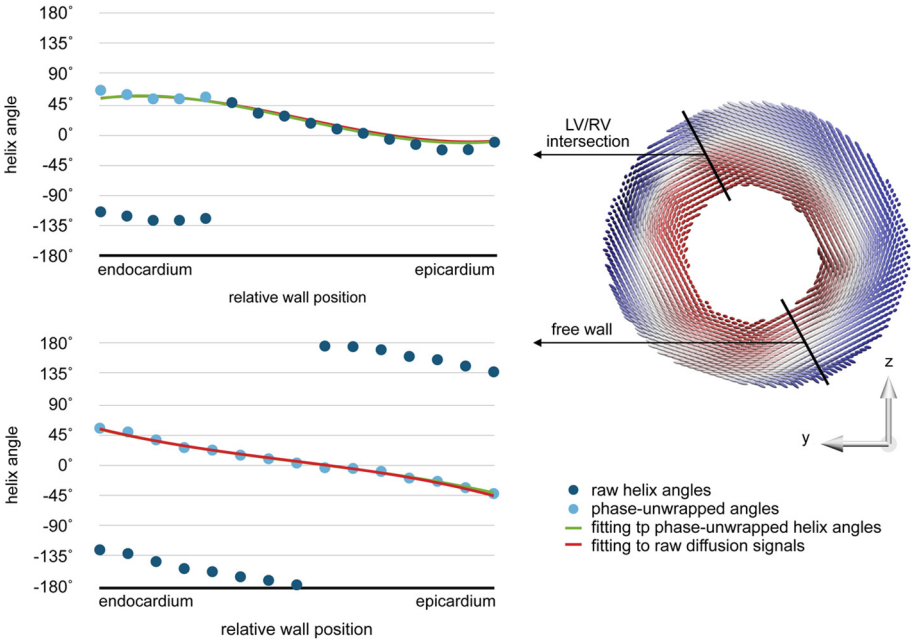 180˚
135˚
90˚
45˚
0˚
-45˚
-90˚
-135˚
-180˚
helix angle
endocardium epicardium
relative wall position
180˚
135˚
90˚
45˚
0˚
-45˚
-90˚
-135˚
-180˚
helix angle
endocardium epicardium
relative wall position
LV/RV
intersection
free wall
z
y
raw helix angles
phase-unwrapped angles
fitting tp phase-unwrapped helix angles
fitting to raw diffusion signals